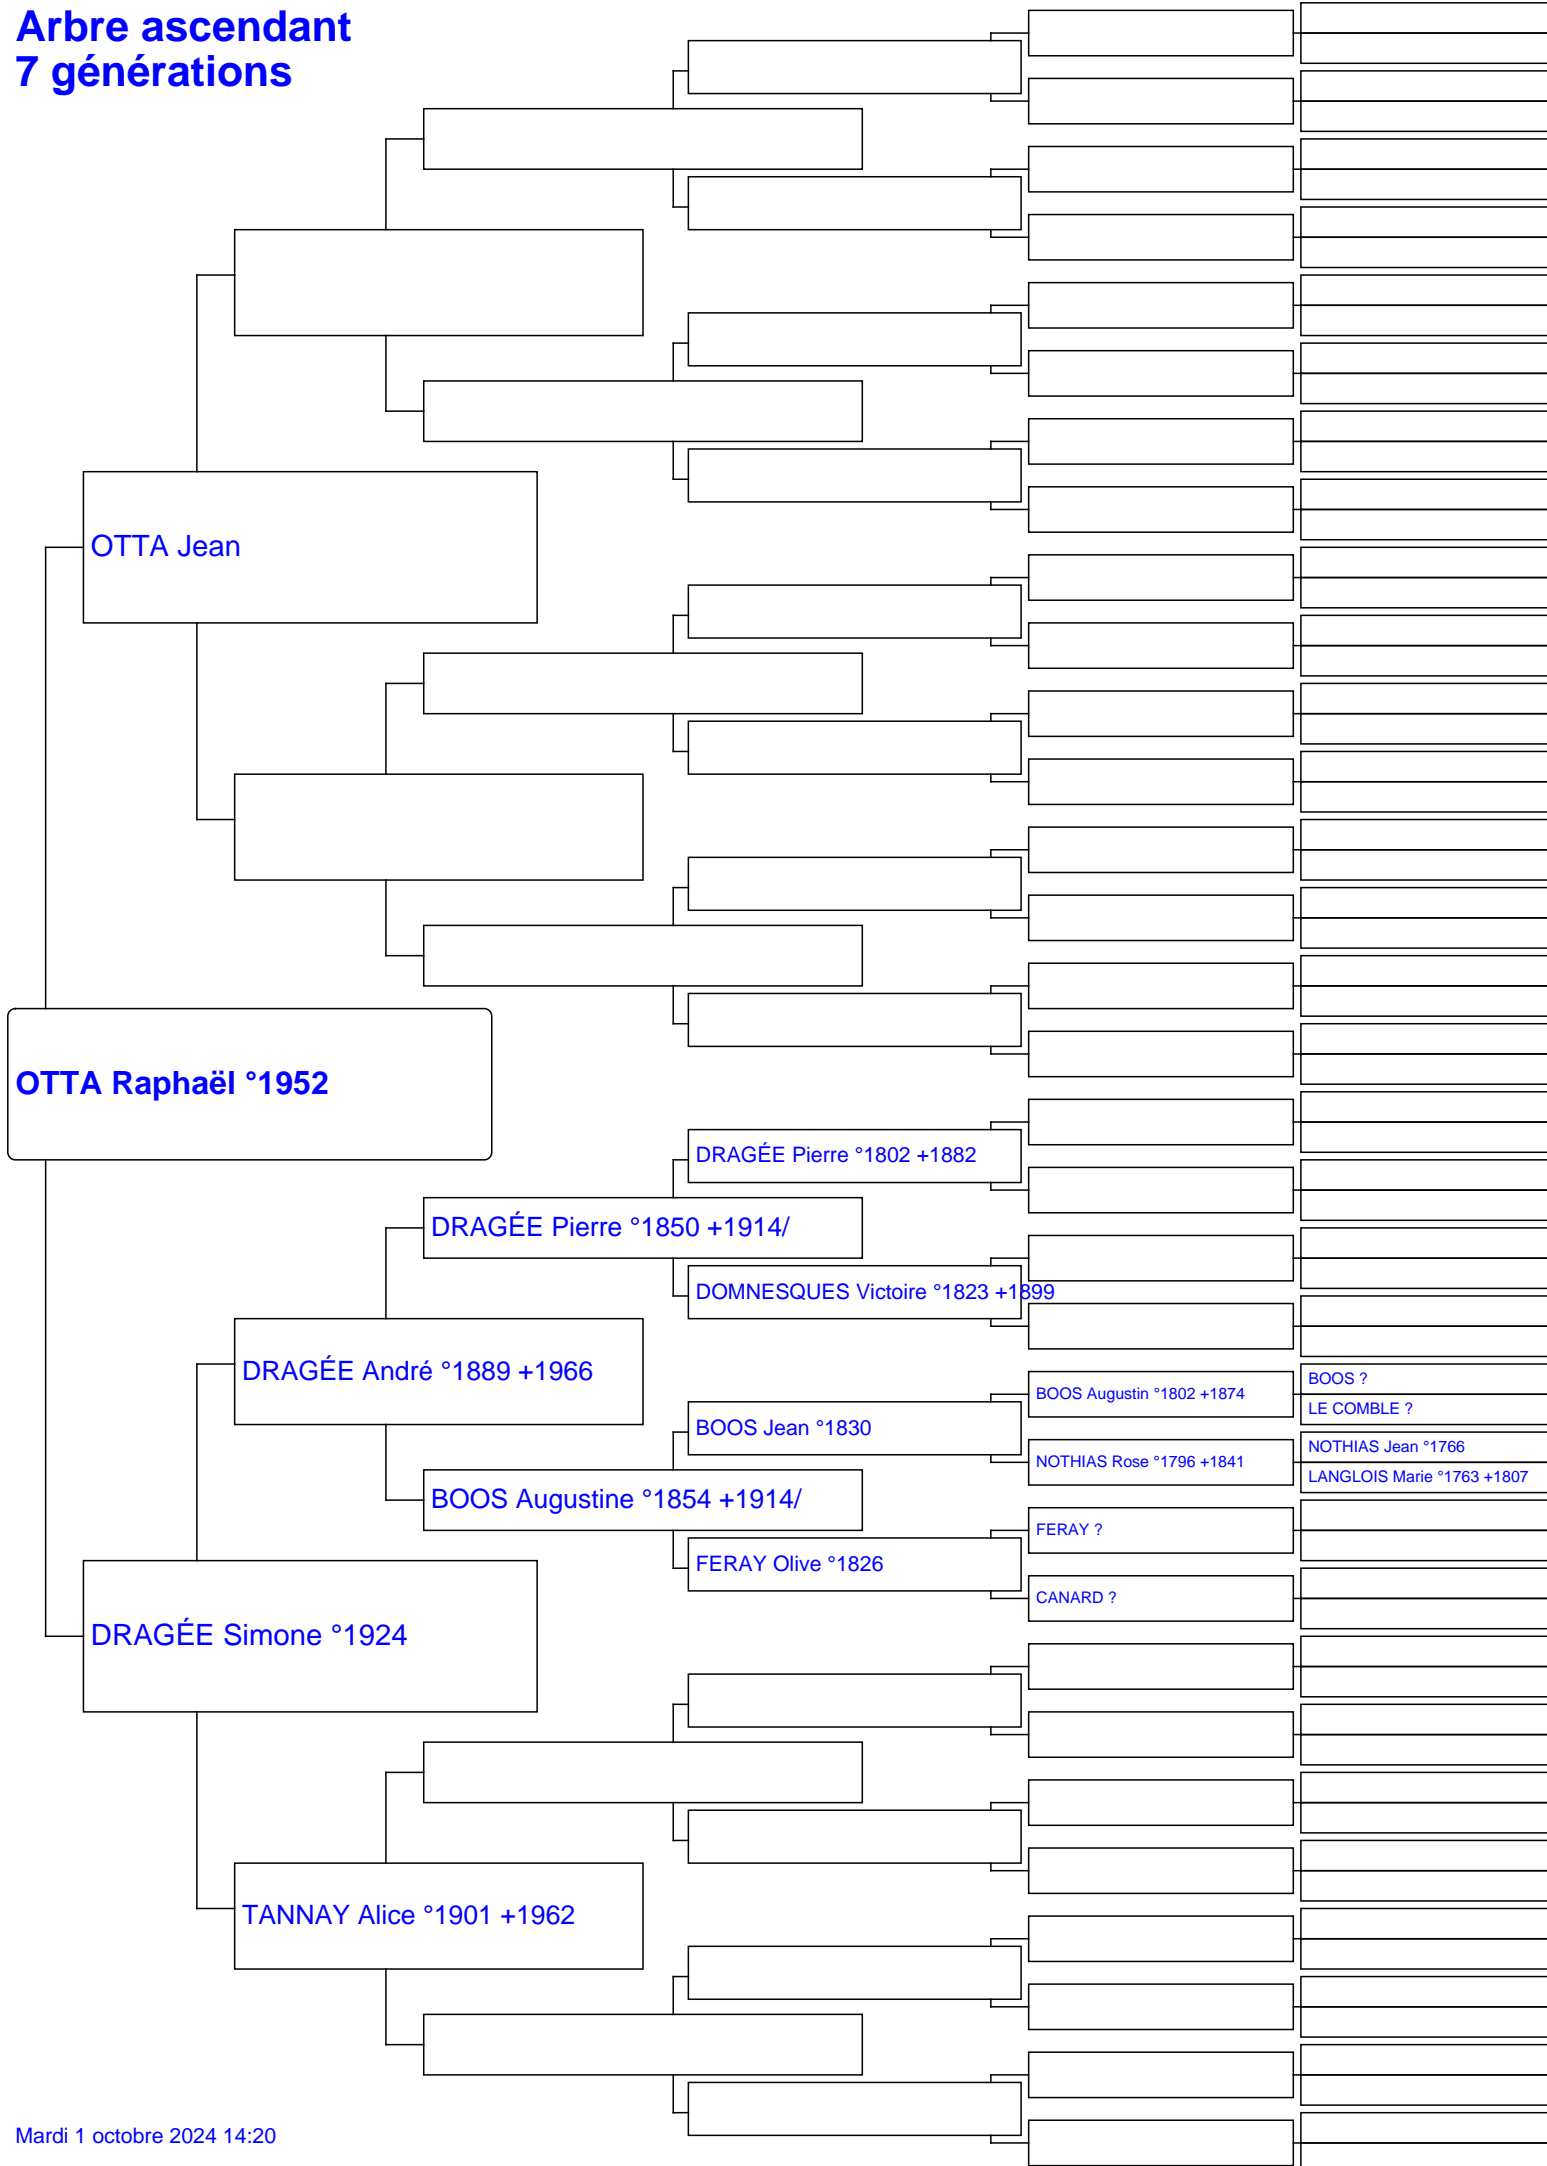 Arbre ascendant
7 générations
OTTA Jean
OTTA Raphaël °1952
DRAGÉE Pierre °1802 +1882
DRAGÉE Pierre °1850 +1914/
DOMNESQUES Victoire °1823 +1899
DRAGÉE André °1889 +1966
BOOS ?
BOOS Augustin °1802 +1874
LE COMBLE ?
BOOS Jean °1830
NOTHIAS Jean °1766
NOTHIAS Rose °1796 +1841
LANGLOIS Marie °1763 +1807
BOOS Augustine °1854 +1914/
FERAY ?
FERAY Olive °1826
CANARD ?
DRAGÉE Simone °1924
TANNAY Alice °1901 +1962
Mardi 1 octobre 2024 14:20